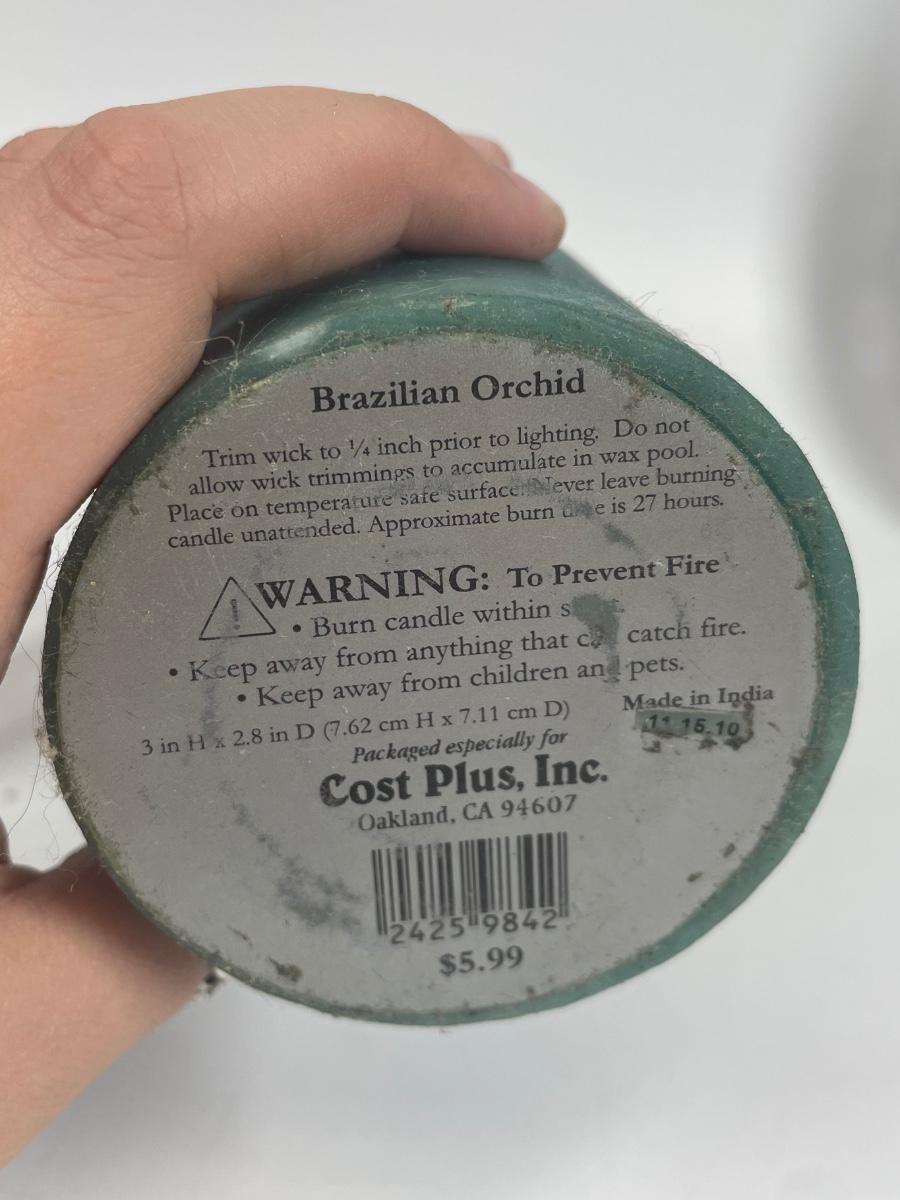 Brazilian Orchid
Trim wick to ¼ inch prior to lighting. Do not
allow wick trimmings to accumulate in wax pool.
Place on temperature safe surface. Never leave burning
candle unattended. Approximate burn is 27 hours.
WARNING: To Prevent Fire
• Burn candle within
• Keep away from anything that catch fire.
• Keep away from children and pets.
3 in H x 2.8 in D (7.62 cm H x 7.11 cm D)
Made in India
11 15.10
Packaged especially for
Cost Plus, Inc.
Oakland, CA 94607
2425 9842
$5.99